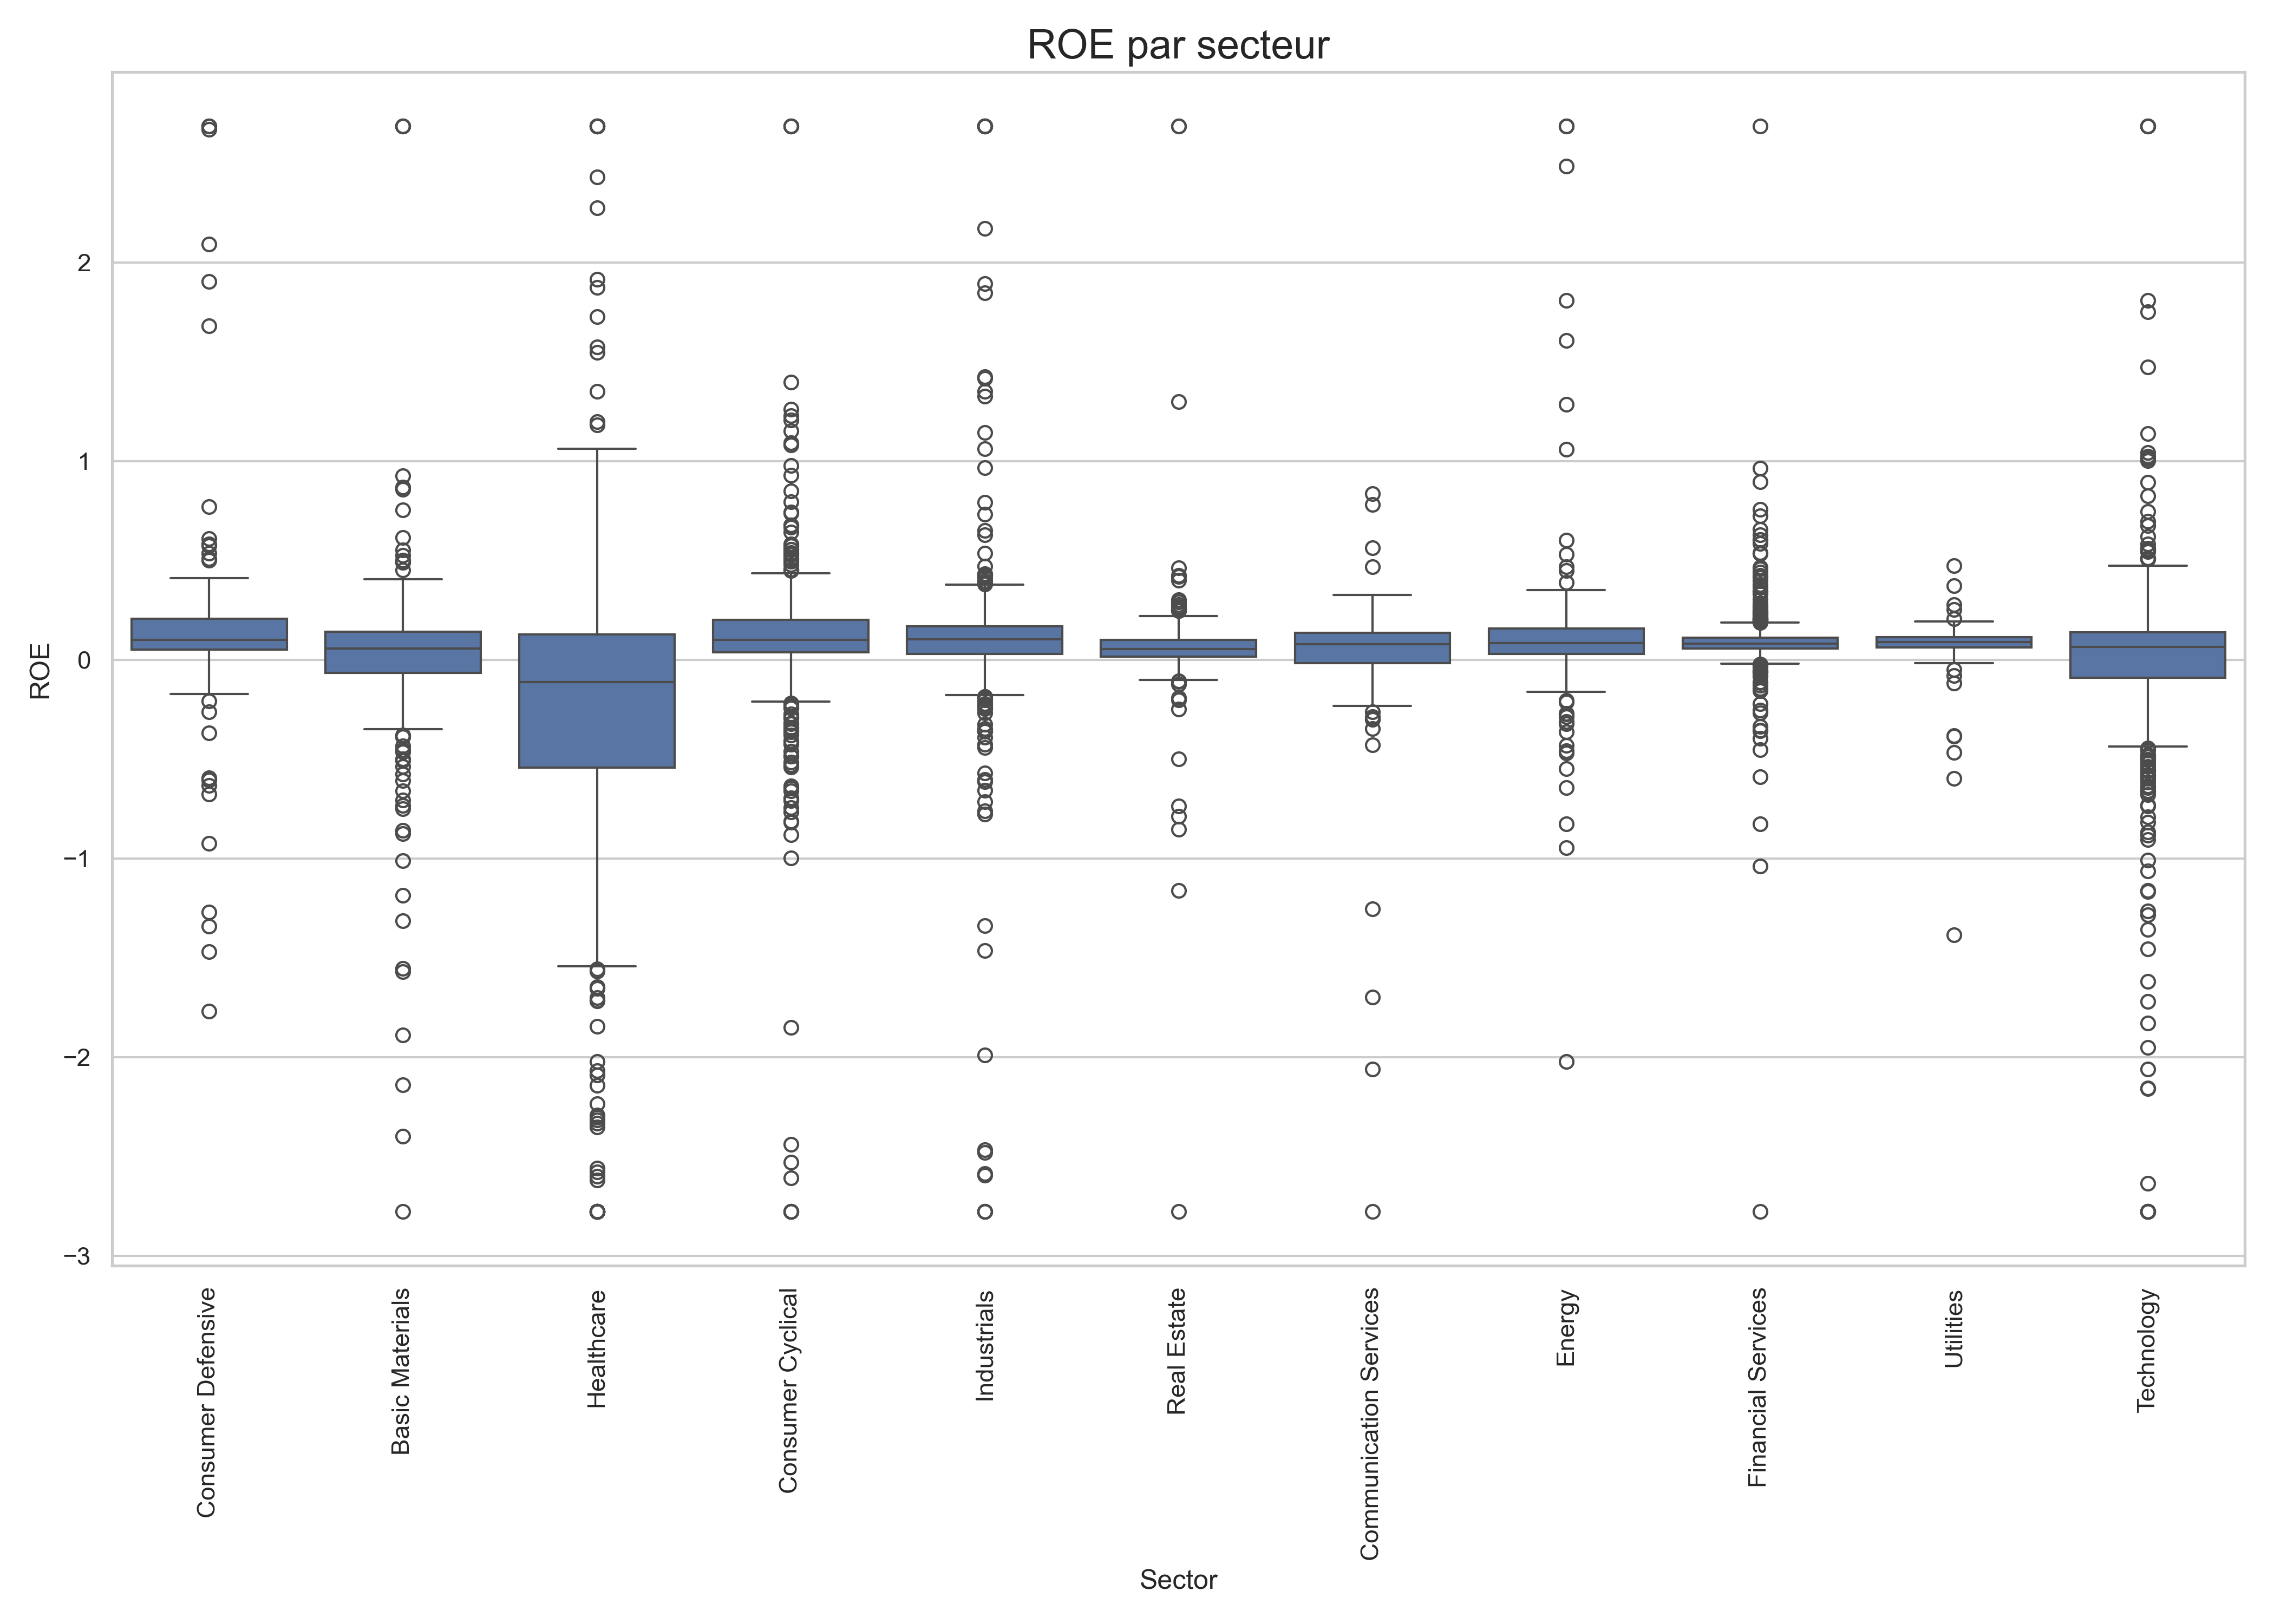 ROE par secteur
2
1
0
−1
−2
−3
ROE
Consumer Defensive
Basic Materials
Healthcare
Consumer Cyclical
Industrials
Real Estate
Communication Services
Energy
Financial Services
Utilities
Technology
Sector